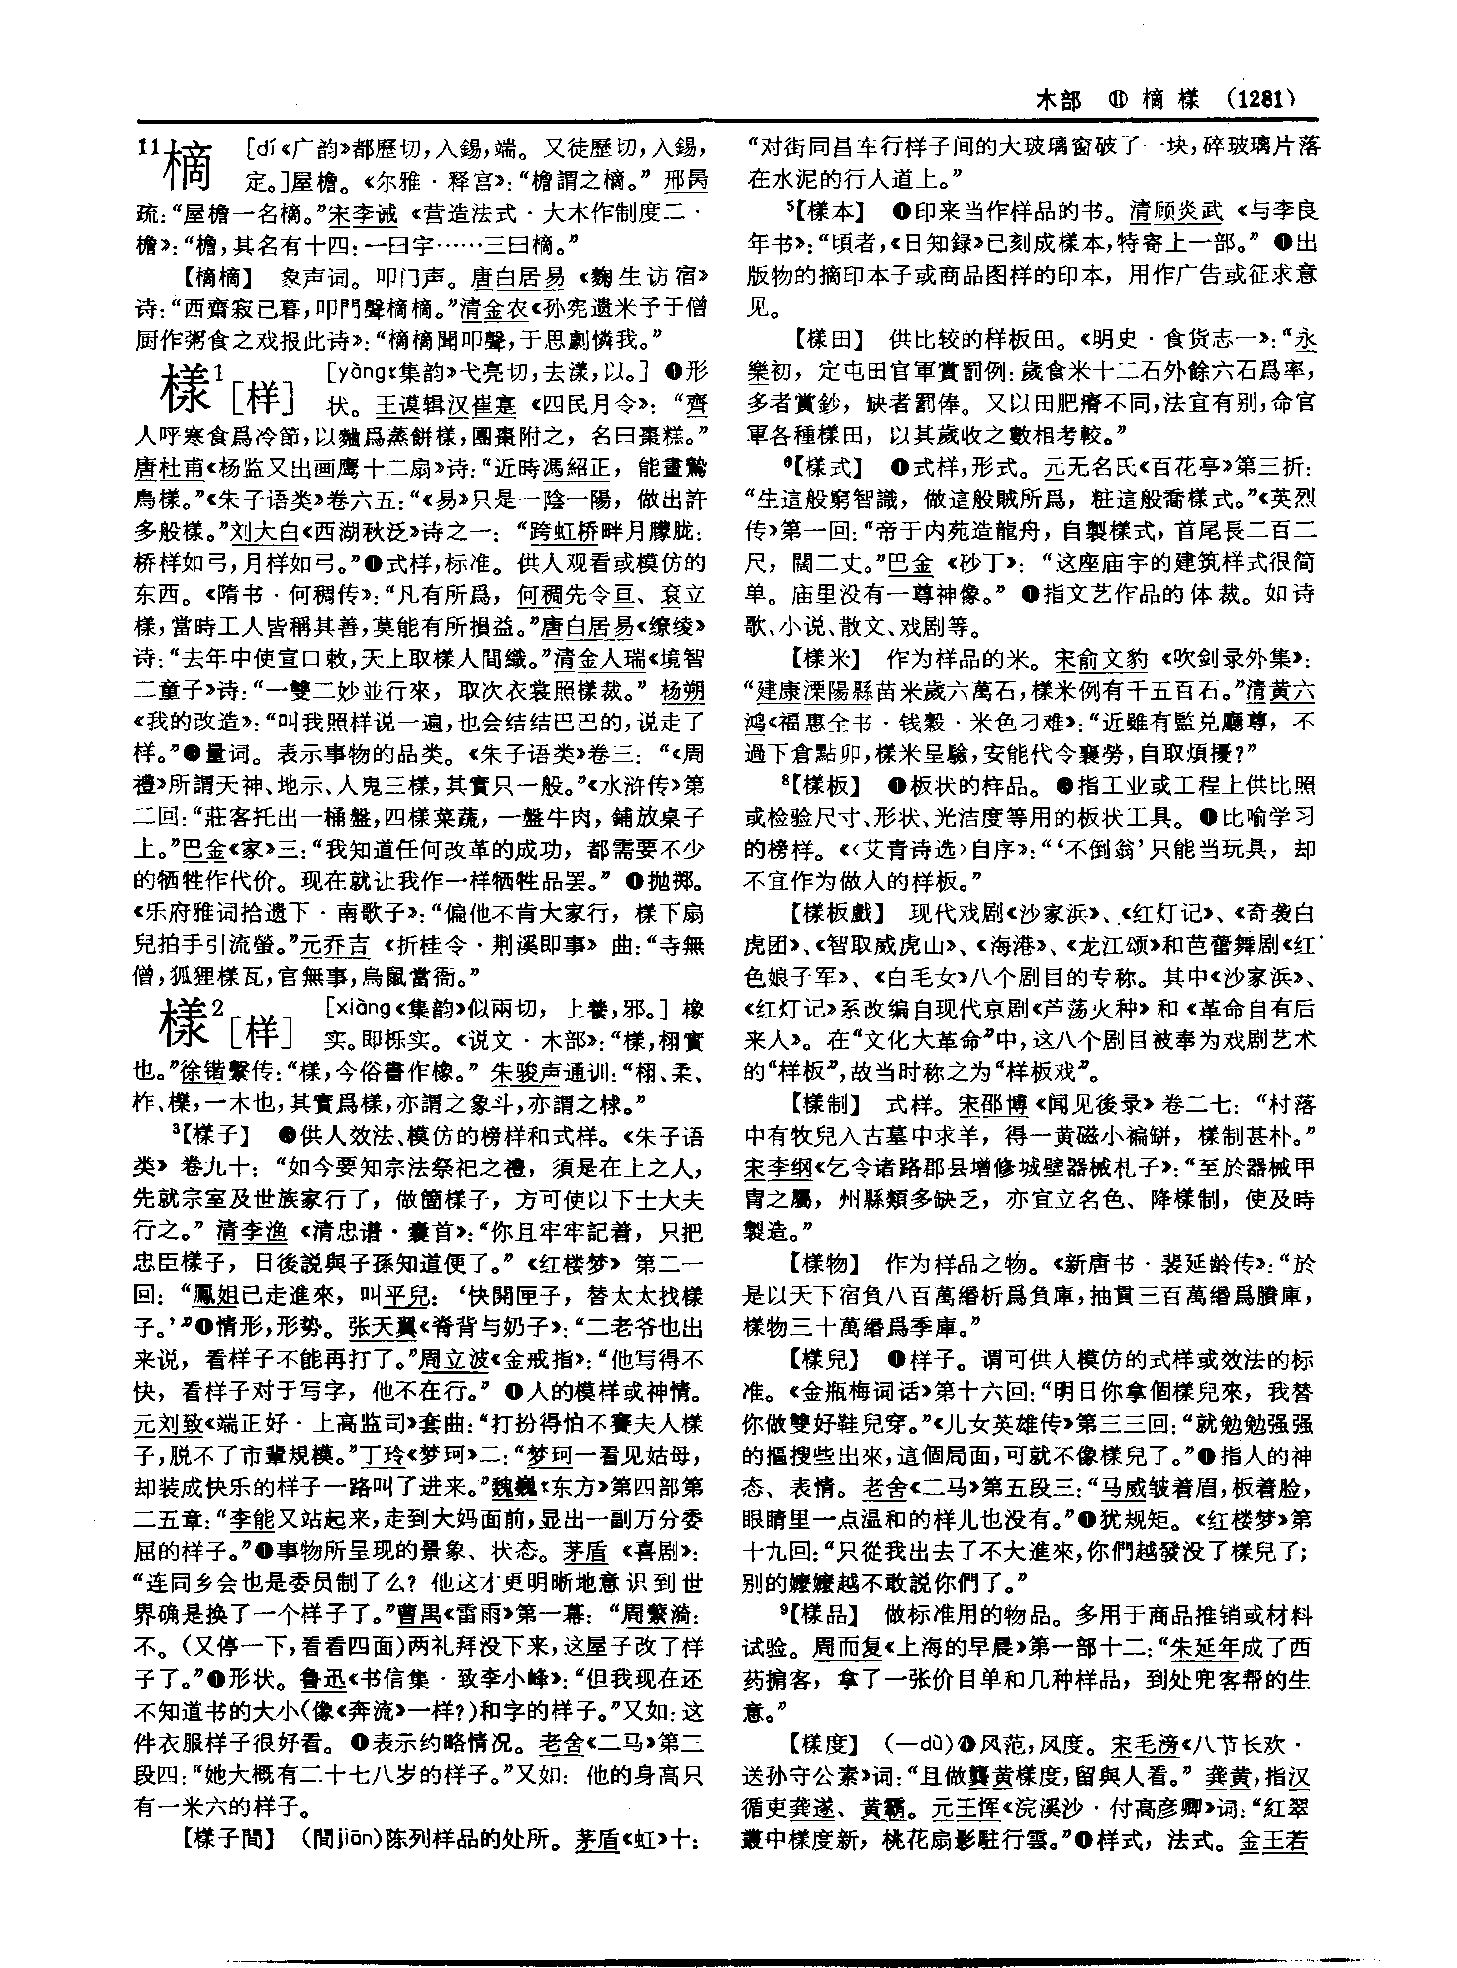 木部 ⑪ 樀 様 (1281)
11樀 [dí《广韵》都歷切,入錫,端。又徒歷切,入錫,
定。]屋檐。《尔雅·释宫》:“檐謂之樀。” 邢昺
疏:“屋檐一名樀。”宋李诫《营造法式·大木作制度二·
檐》:“檐,其名有十四:一曰宇……三曰樀。”
【樀樀】 象声词。叩门声。唐白居易《麴生访宿》
诗:“西齋寂已暮,叩門聲樀樀。”清金农《孙宪遗米予于僧
厨作粥食之戏报此诗》:“樀樀聞叩聲,于思劇憐我。”
樣1[样] [yàng《集韵》弋亮切,去漾,以。] ❶形
状。王谟辑汉崔寔《四民月令》:“齊
人呼寒食爲冷節,以麯爲蒸餅樣,團棗附之,名曰棗糕。”
唐杜甫《杨监又出画鹰十二扇》诗:“近時馮紹正,能畫鷙
鳥樣。”《朱子语类》卷六五:“《易》只是一陰一陽,做出許
多般樣。”刘大白《西湖秋泛》诗之一:“跨虹桥畔月朦胧:
桥样如弓,月样如弓。”❷式样,标准。供人观看或模仿的
东西。《隋书·何稠传》:“凡有所爲,何稠先令亘、袞立
樣,當時工人皆稱其善,莫能有所損益。”唐白居易《缭绫》
诗:“去年中使宣口敕,天上取樣人間織。”清金人瑞《境智
二童子》诗:“一雙二妙並行來,取次衣裳照樣裁。” 杨朔
《我的改造》:“叫我照样说一遍,也会结结巴巴的,说走了
样。”❸量词。表示事物的品类。《朱子语类》卷三:“《周
禮》所謂天神、地示、人鬼三樣,其實只一般。”《水浒传》第
二回:“莊客托出一桶盤,四樣菜蔬,一盤牛肉,鋪放桌子
上。”巴金《家》三:“我知道任何改革的成功,都需要不少
的牺牲作代价。现在就让我作一样牺牲品罢。” ❹抛掷。
《乐府雅词拾遗下·南歌子》:“偏他不肯大家行,樣下扇
兒拍手引流螢。”元乔吉《折桂令·荆溪即事》曲:“寺無
僧,狐狸樣瓦,官無事,烏鼠當衙。”
樣2[样] [xiàng《集韵》似兩切,上養,邪。] 橡
实。即栎实。《说文·木部》:“樣,栩實
也。”徐锴繫传:“樣,今俗書作橡。” 朱骏声通训:“栩、柔、
柞、櫟,一木也,其實爲樣,亦謂之象斗,亦謂之梂。”
3【樣子】 ❶供人效法、模仿的榜样和式样。《朱子语
类》卷九十:“如今要知宗法祭祀之禮,須是在上之人,
先就宗室及世族家行了,做箇樣子,方可使以下士大夫
行之。” 清李渔《清忠谱·囊首》:“你且牢牢記着,只把
忠臣樣子,日後説與子孫知道便了。”《红楼梦》第二一
回:“鳳姐已走進來,叫平兒:‘快開匣子,替太太找樣
子。’”❷情形,形势。张天翼《脊背与奶子》:“二老爷也出
来说,看样子不能再打了。”周立波《金戒指》:“他写得不
快,看样子对于写字,他不在行。” ❸人的模样或神情。
元刘致《端正好·上高监司》套曲:“打扮得怕不賽夫人樣
子,脱不了市輩規模。”丁玲《梦珂》二:“梦珂一看见姑母,
却装成快乐的样子一路叫了进来。”魏巍《东方》第四部第
二五章:“李能又站起来,走到大妈面前,显出一副万分委
屈的样子。”❹事物所呈现的景象、状态。茅盾《喜剧》:
“连同乡会也是委员制了么?他这才更明晰地意识到世
界确是换了一个样子了。”曹禺《雷雨》第一幕:“周繁漪:
不。(又停一下,看看四面)两礼拜没下来,这屋子改了样
子了。”❺形状。鲁迅《书信集·致李小峰》:“但我现在还
不知道书的大小(像《奔流》一样?)和字的样子。”又如:这
件衣服样子很好看。 ❻表示约略情况。老舍《二马》第二
段四:“她大概有二十七八岁的样子。”又如:他的身高只
有一米六的样子。
【樣子間】 (間jiān)陈列样品的处所。茅盾《虹》十:
“对街同昌车行样子间的大玻璃窗破了一块,碎玻璃片落
在水泥的行人道上。”
5【樣本】 ❶印来当作样品的书。清顾炎武《与李良
年书》:“頃者,《日知録》已刻成樣本,特寄上一部。” ❷出
版物的摘印本子或商品图样的印本,用作广告或征求意
见。
【樣田】 供比较的样板田。《明史·食货志一》:“永
樂初,定屯田官軍賞罰例:歲食米十二石外餘六石爲率,
多者賞鈔,缺者罰俸。又以田肥瘠不同,法宜有别,命官
軍各種樣田,以其歲收之數相考較。”
6【樣式】 ❶式样,形式。元无名氏《百花亭》第三折:
“生這般窮智識,做這般賊所爲,粧這般喬樣式。”《英烈
传》第一回:“帝于内苑造龍舟,自製樣式,首尾長二百二
尺,闊二丈。”巴金《砂丁》:“这座庙宇的建筑样式很简
单。庙里没有一尊神像。” ❷指文艺作品的体裁。如诗
歌、小说、散文、戏剧等。
【樣米】 作为样品的米。宋俞文豹《吹剑录外集》:
“建康溧陽縣苗米歲六萬石,樣米例有千五百石。”清黄六
鸿《福惠全书·钱穀·米色刁难》:“近雖有監兑廳尊,不
過下倉點卯,樣米呈驗,安能代令襄勞,自取煩擾?”
8【樣板】 ❶板状的样品。 ❷指工业或工程上供比照
或检验尺寸、形状、光洁度等用的板状工具。 ❸比喻学习
的榜样。《〈艾青诗选〉自序》:“‘不倒翁’只能当玩具,却
不宜作为做人的样板。”
【樣板戲】 现代戏剧《沙家浜》、《红灯记》、《奇袭白
虎团》、《智取威虎山》、《海港》、《龙江颂》和芭蕾舞剧《红
色娘子军》、《白毛女》八个剧目的专称。其中《沙家浜》、
《红灯记》系改编自现代京剧《芦荡火种》和《革命自有后
来人》。在“文化大革命”中,这八个剧目被奉为戏剧艺术
的“样板”,故当时称之为“样板戏”。
【樣制】 式样。宋邵博《闻见後录》卷二七:“村落
中有牧兒入古墓中求羊,得一黄磁小褊缾,樣制甚朴。”
宋李纲《乞令诸路郡县增修城壁器械札子》:“至於器械甲
胄之屬,州縣類多缺乏,亦宜立名色、降樣制,使及時
製造。”
【樣物】 作为样品之物。《新唐书·裴延龄传》:“於
是以天下宿負八百萬緡析爲負庫,抽貫三百萬緡爲賸庫,
樣物三十萬緡爲季庫。”
【樣兒】 ❶样子。谓可供人模仿的式样或效法的标
准。《金瓶梅词话》第十六回:“明日你拿個樣兒來,我替
你做雙好鞋兒穿。”《儿女英雄传》第三三回:“就勉勉强强
的摳搜些出來,這個局面,可就不像樣兒了。”❷指人的神
态、表情。老舍《二马》第五段三:“马威皱着眉,板着脸,
眼睛里一点温和的样儿也没有。”❸犹规矩。《红楼梦》第
十九回:“只從我出去了不大進來,你們越發没了樣兒了;
别的嬤嬤越不敢説你們了。”
9【樣品】 做标准用的物品。多用于商品推销或材料
试验。周而复《上海的早晨》第一部十二:“朱延年成了西
药掮客,拿了一张价目单和几种样品,到处兜客帮的生
意。”
【樣度】 (—dù)❶风范,风度。宋毛滂《八节长欢·
送孙守公素》词:“且做龔黄樣度,留與人看。” 龚黄,指汉
循吏龚遂、黄霸。元王恽《浣溪沙·付高彦卿》词:“紅翠
叢中樣度新,桃花扇影駐行雲。”❷样式,法式。金王若